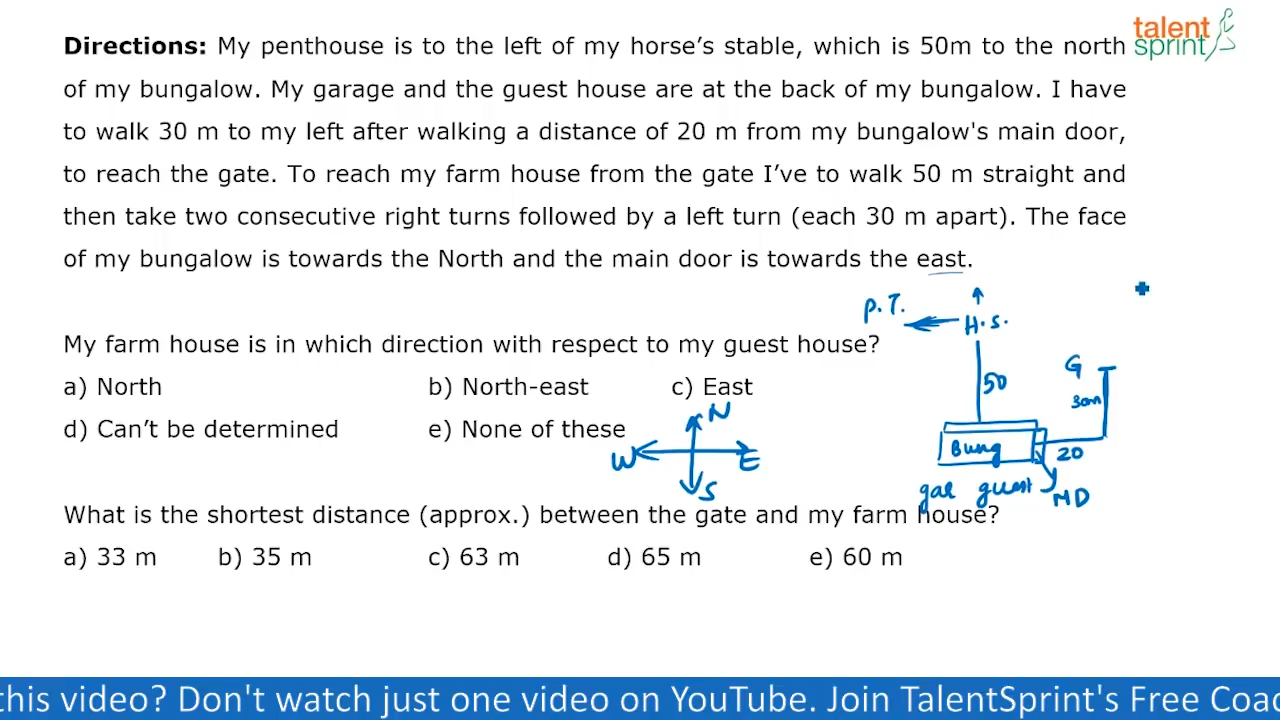 talent
sprint
Directions: My penthouse is to the left of my horse's stable, which is 50m to the north
of my bungalow. My garage and the guest house are at the back of my bungalow. I have
to walk 30 m to my left after walking a distance of 20 m from my bungalow's main door,
to reach the gate. To reach my farm house from the gate I've to walk 50 m straight and
then take two consecutive right turns followed by a left turn (each 30 m apart). The face
of my bungalow is towards the North and the main door is towards the east.
P.T.
H.S.
My farm house is in which direction with respect to my guest house?
G
a) North b) North-east c) East
50
30m
d) Can't be determined e) None of these
N
W E
S
Bung
20
gar guest MD
What is the shortest distance (approx.) between the gate and my farm house?
a) 33 m b) 35 m c) 63 m d) 65 m e) 60 m
this video? Don't watch just one video on YouTube. Join TalentSprint's Free Coac